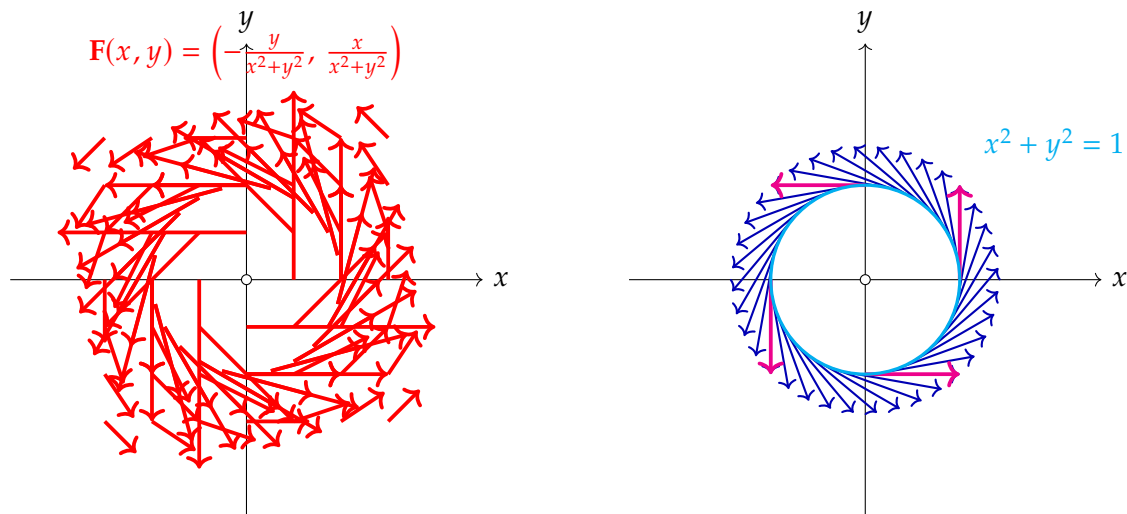 y
F(x, y) = (−y/(x²+y²), x/(x²+y²))
x
y
x² + y² = 1
x